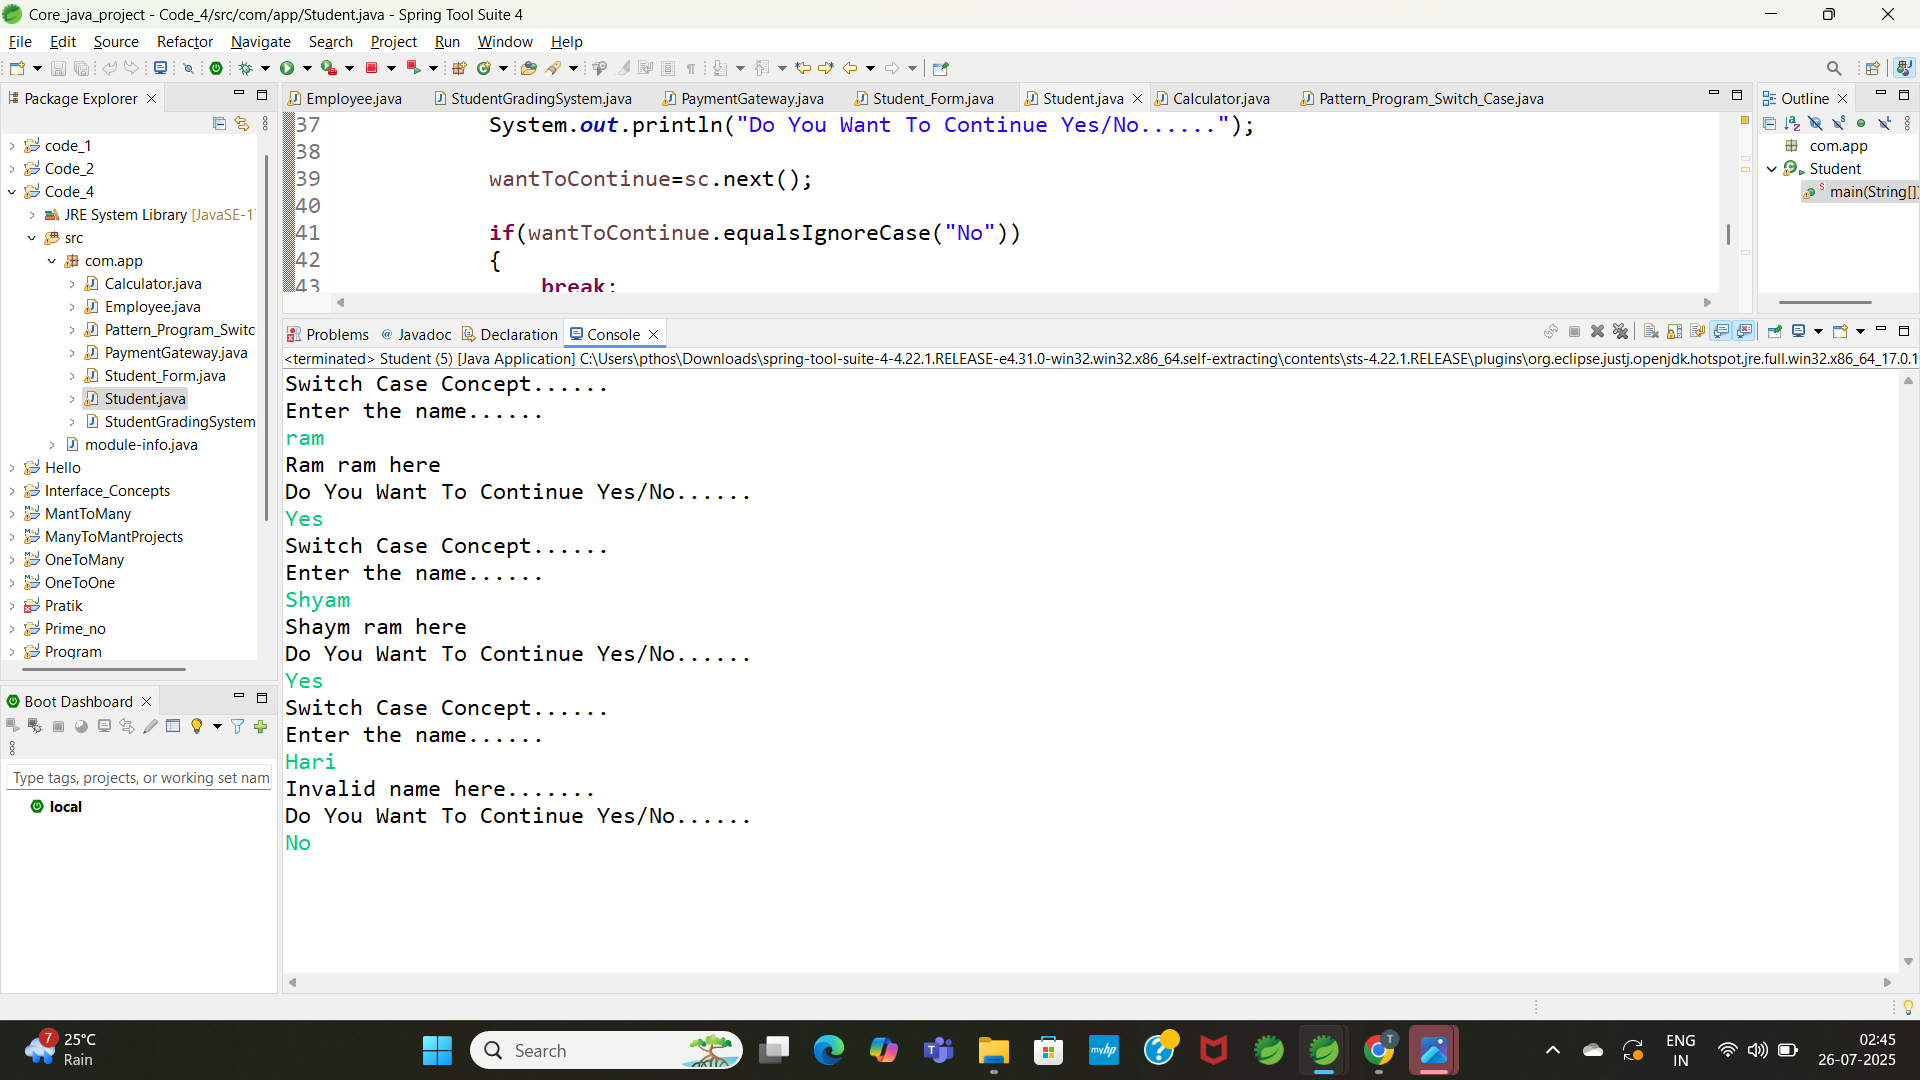 Core_java_project - Code_4/src/com/app/Student.java - Spring Tool Suite 4
File Edit Source Refactor Navigate Search Project Run Window Help
Package Explorer
code_1
Code_2
Code_4
JRE System Library [JavaSE-1
src
com.app
Calculator.java
Employee.java
Pattern_Program_Switc
PaymentGateway.java
Student_Form.java
Student.java
StudentGradingSystem
module-info.java
Hello
Interface_Concepts
MantToMany
ManyToMantProjects
OneToMany
OneToOne
Pratik
Prime_no
Program
Boot Dashboard
Type tags, projects, or working set nam
local
Employee.java StudentGradingSystem.java PaymentGateway.java Student_Form.java Student.java Calculator.java Pattern_Program_Switch_Case.java
37 System.out.println("Do You Want To Continue Yes/No......");
38
39 wantToContinue=sc.next();
40
41 if(wantToContinue.equalsIgnoreCase("No"))
42 {
43 break;
Outline
com.app
Student
main(String[])
Problems Javadoc Declaration Console
<terminated> Student (5) [Java Application] C:\Users\pthos\Downloads\spring-tool-suite-4-4.22.1.RELEASE-e4.31.0-win32.win32.x86_64.self-extracting\contents\sts-4.22.1.RELEASE\plugins\org.eclipse.justj.openjdk.hotspot.jre.full.win32.x86_64_17.0.1
Switch Case Concept......
Enter the name......
ram
Ram ram here
Do You Want To Continue Yes/No......
Yes
Switch Case Concept......
Enter the name......
Shyam
Shaym ram here
Do You Want To Continue Yes/No......
Yes
Switch Case Concept......
Enter the name......
Hari
Invalid name here.......
Do You Want To Continue Yes/No......
No
7
25°C
Rain
Search
myhp
T
ENG
IN
02:45
26-07-2025